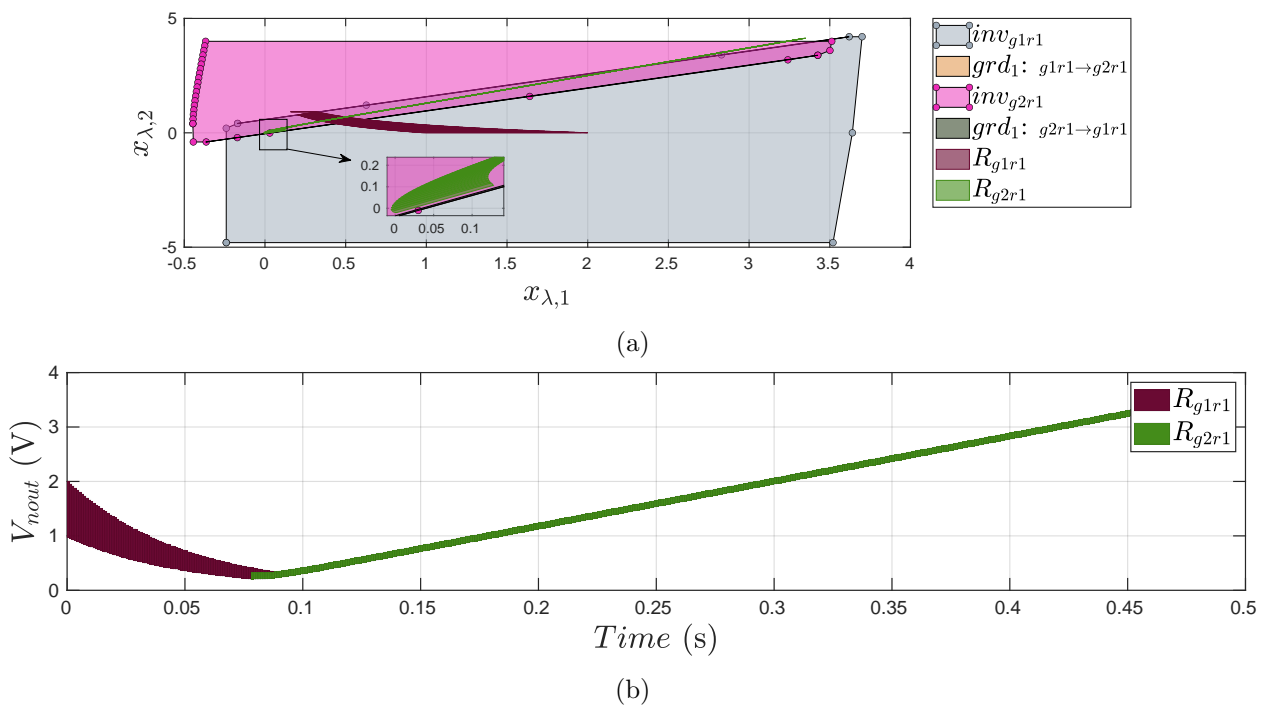 5
0
-5
x_{λ,2}
0.2
0.1
0
0 0.05 0.1
-0.5 0 0.5 1 1.5 2 2.5 3 3.5 4
x_{λ,1}
inv_{g1r1}
grd_1: g1r1→g2r1
inv_{g2r1}
grd_1: g2r1→g1r1
R_{g1r1}
R_{g2r1}
(a)
4
3
2
1
0
V_{nout} (V)
R_{g1r1}
R_{g2r1}
0 0.05 0.1 0.15 0.2 0.25 0.3 0.35 0.4 0.45 0.5
Time (s)
(b)